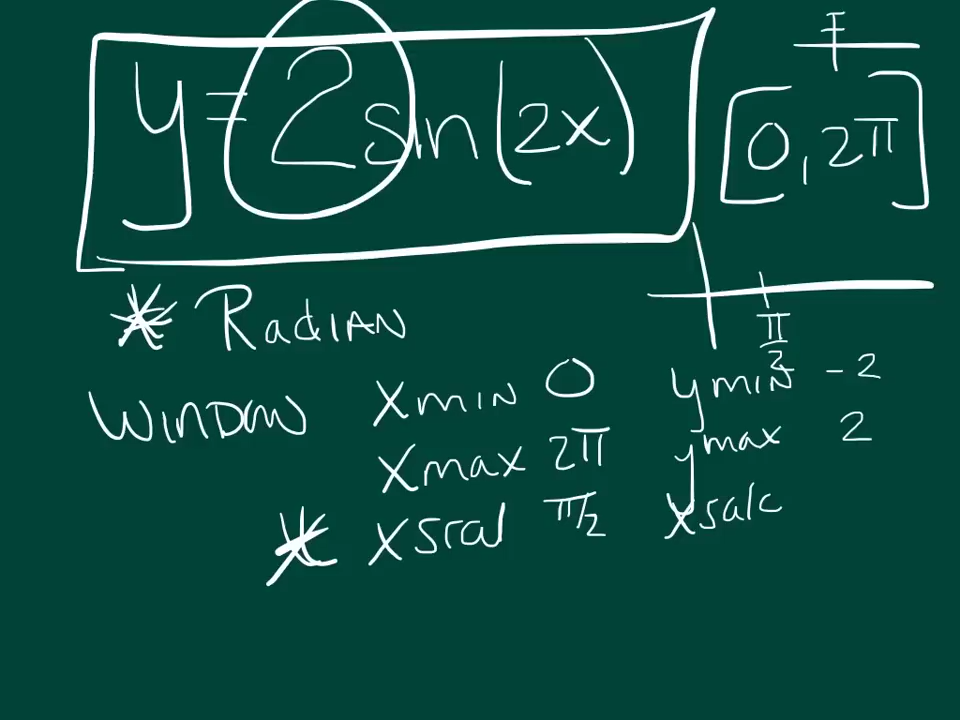 y = 2sin(2x)
[0, 2π]
* Radian
π/2
Window Xmin 0 ymin -2
Xmax 2π ymax 2
* Xscal π/2 Xsalc